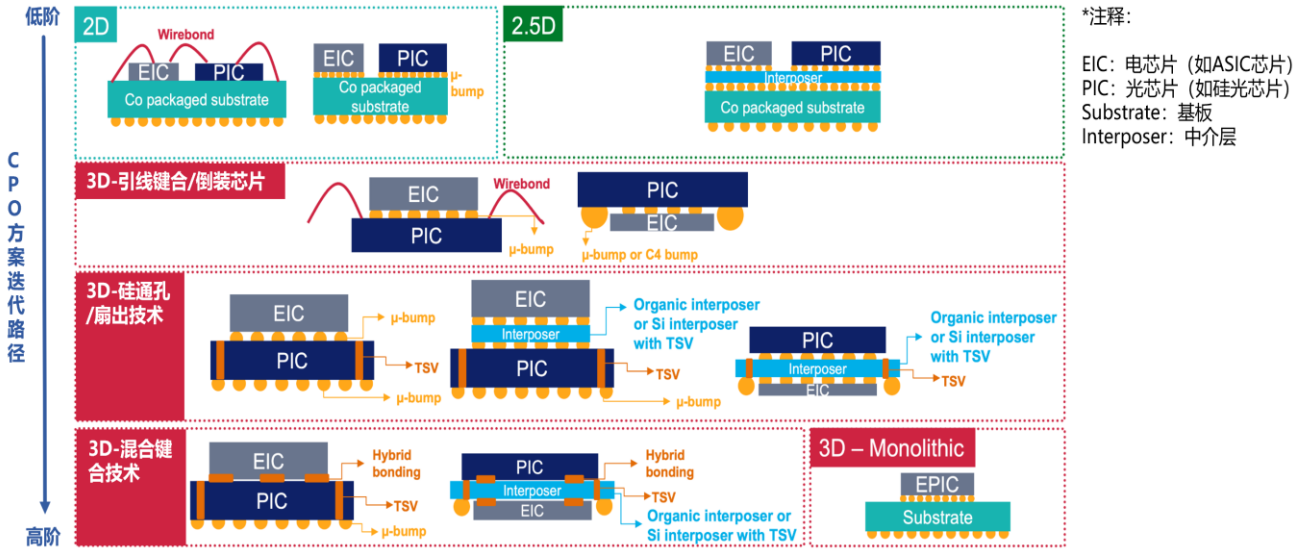 低阶
CPO方案迭代路径
高阶
2D
Wirebond
EIC
PIC
Co packaged substrate
EIC
PIC
μ-
bump
Co packaged
substrate
2.5D
EIC
PIC
Interposer
Co packaged substrate
*注释：
EIC：电芯片（如ASIC芯片）
PIC：光芯片（如硅光芯片）
Substrate：基板
Interposer：中介层
3D-引线键合/倒装芯片
EIC
Wirebond
PIC
μ-bump
PIC
EIC
μ-bump or C4 bump
3D-硅通孔
/扇出技术
EIC
μ-bump
PIC
TSV
μ-bump
EIC
Interposer
Organic interposer
or Si interposer
with TSV
PIC
TSV
μ-bump
PIC
Interposer
EIC
Organic interposer
or Si interposer
with TSV
TSV
3D-混合键
合技术
EIC
Hybrid
bonding
PIC
TSV
μ-bump
PIC
Interposer
EIC
Hybrid
bonding
TSV
Organic interposer or
Si interposer with TSV
3D – Monolithic
EPIC
Substrate